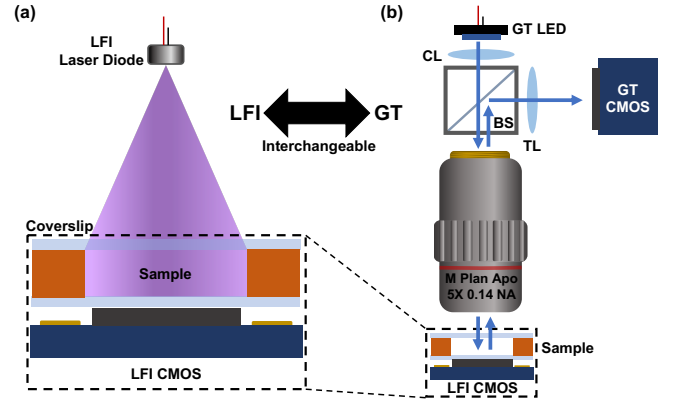 (a)
LFI
Laser Diode
Coverslip
Sample
LFI CMOS
LFI
GT
Interchangeable
(b)
GT LED
CL
BS
TL
GT
CMOS
M Plan Apo
5X 0.14 NA
Sample
LFI CMOS